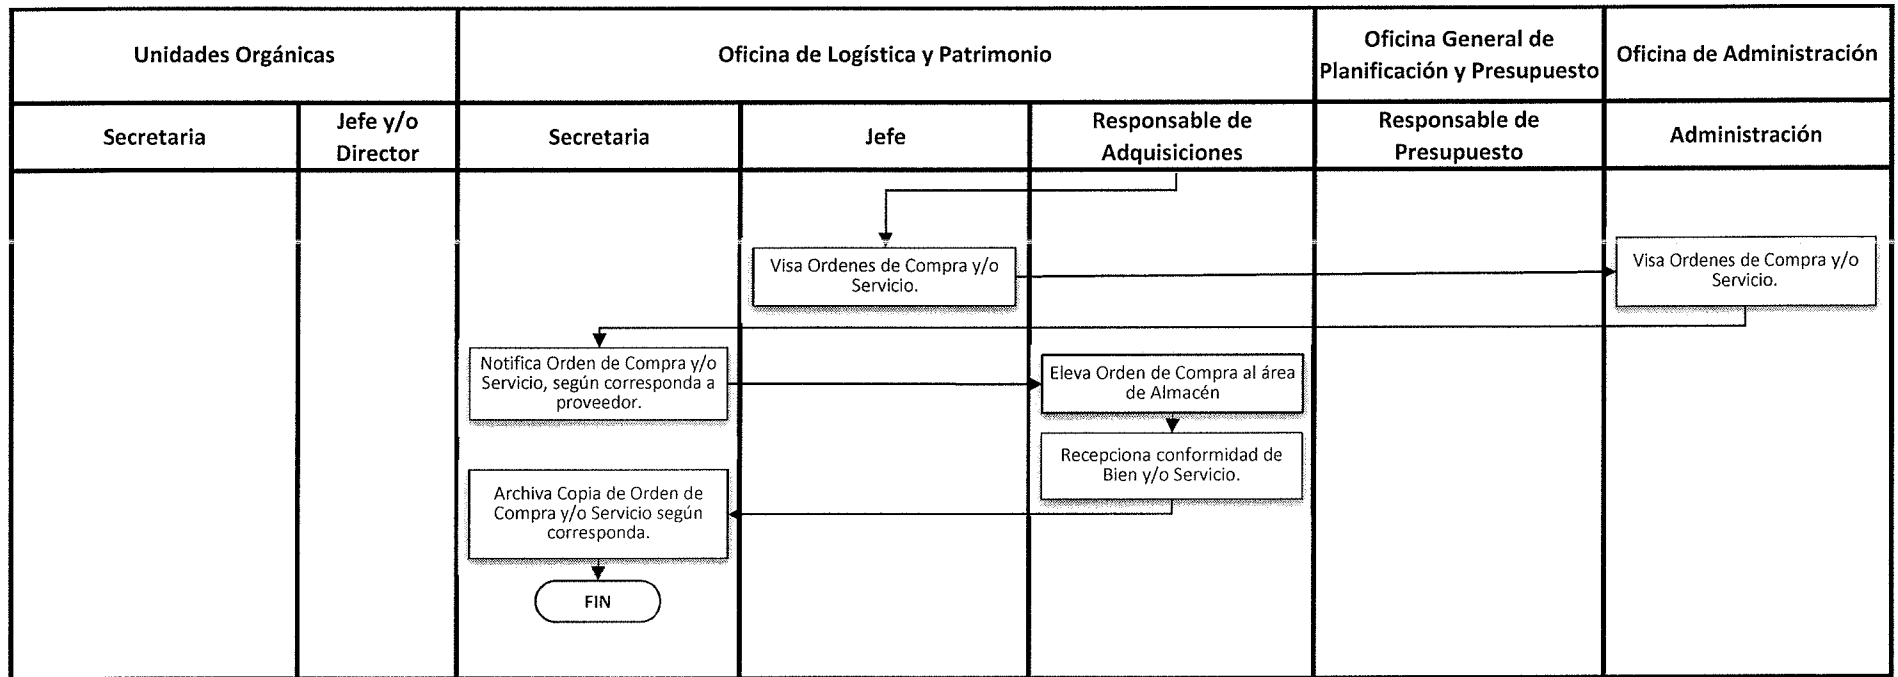 Unidades Orgánicas
Oficina de Logística y Patrimonio
Oficina General de
Planificación y Presupuesto
Oficina de Administración
Secretaria
Jefe y/o
Director
Secretaria
Jefe
Responsable de
Adquisiciones
Responsable de
Presupuesto
Administración
Visa Ordenes de Compra y/o
Servicio.
Visa Ordenes de Compra y/o
Servicio.
Notifica Orden de Compra y/o
Servicio, según corresponda a
proveedor.
Eleva Orden de Compra al área
de Almacén
Recepciona conformidad de
Bien y/o Servicio.
Archiva Copia de Orden de
Compra y/o Servicio según
corresponda.
FIN